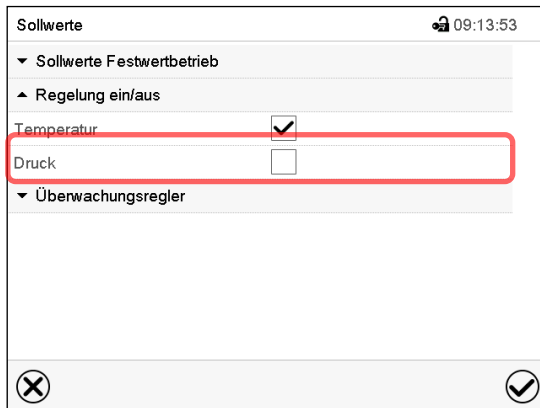 Sollwerte 09:13:53
Sollwerte Festwertbetrieb
Regelung ein/aus
Temperatur
Druck
Überwachungsregler